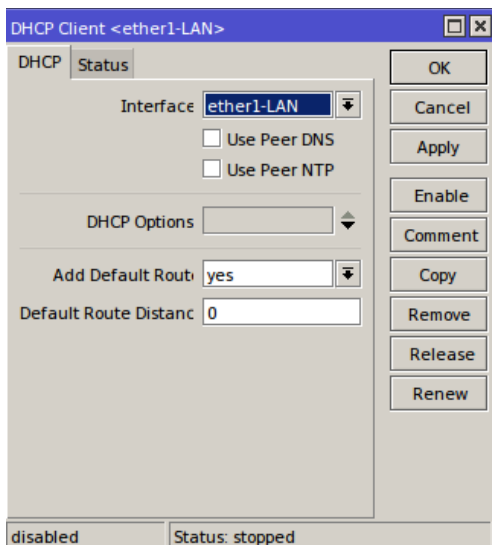 DHCP Client <ether1-LAN>
DHCP Status
OK
Interface ether1-LAN
Cancel
Use Peer DNS
Apply
Use Peer NTP
Enable
DHCP Options
Comment
Add Default Route yes
Copy
Default Route Distanc 0
Remove
Release
Renew
disabled Status: stopped